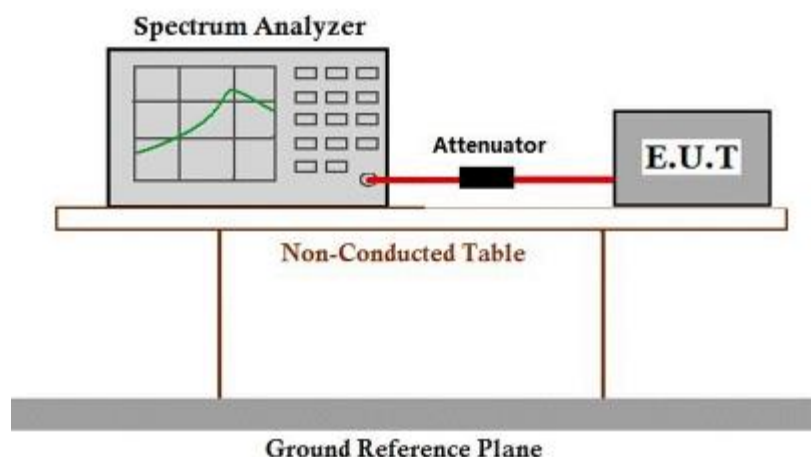 Spectrum Analyzer
Attenuator
E.U.T
Non-Conducted Table
Ground Reference Plane